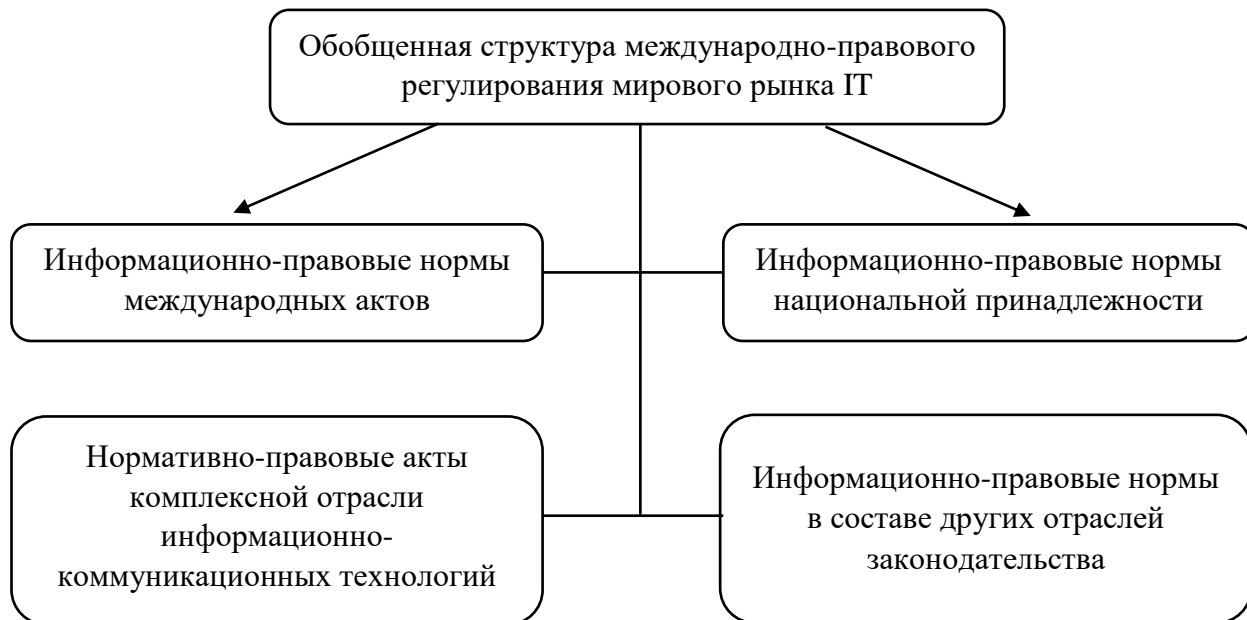 Обобщенная структура международно-правового
регулирования мирового рынка IT
Информационно-правовые нормы
международных актов
Информационно-правовые нормы
национальной принадлежности
Нормативно-правовые акты
комплексной отрасли
информационно-
коммуникационных технологий
Информационно-правовые нормы
в составе других отраслей
законодательства